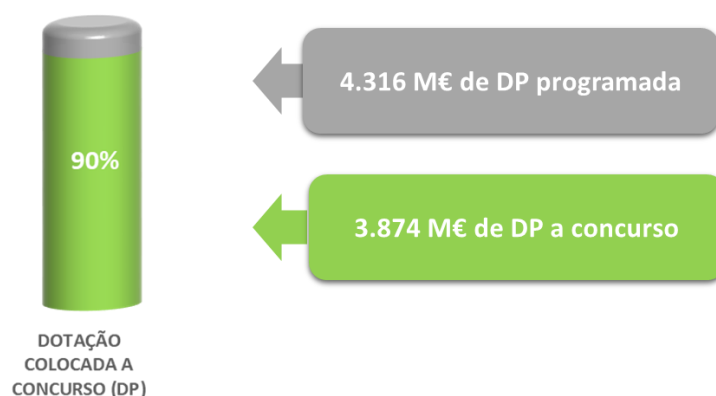 4.316 M€ de DP programada
90%
3.874 M€ de DP a concurso
DOTAÇÃO
COLOCADA A
CONCURSO (DP)